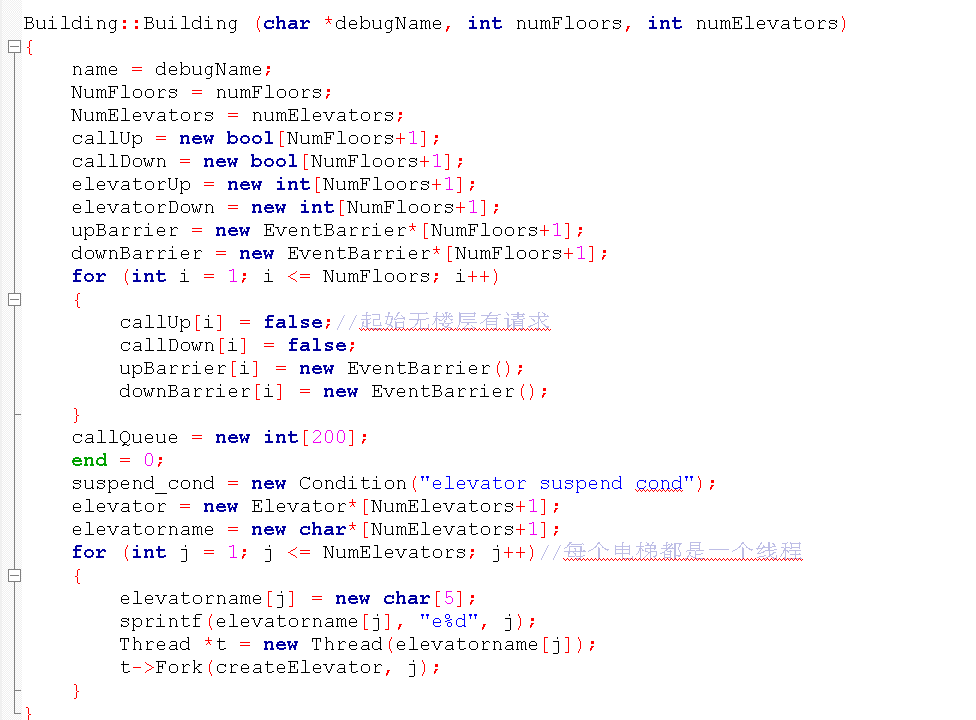 Building::Building (char *debugName, int numFloors, int numElevators)
{
    name = debugName;
    NumFloors = numFloors;
    NumElevators = numElevators;
    callUp = new bool[NumFloors+1];
    callDown = new bool[NumFloors+1];
    elevatorUp = new int[NumFloors+1];
    elevatorDown = new int[NumFloors+1];
    upBarrier = new EventBarrier*[NumFloors+1];
    downBarrier = new EventBarrier*[NumFloors+1];
    for (int i = 1; i <= NumFloors; i++)
    {
        callUp[i] = false;//起始无楼层有请求
        callDown[i] = false;
        upBarrier[i] = new EventBarrier();
        downBarrier[i] = new EventBarrier();
    }
    callQueue = new int[200];
    end = 0;
    suspend_cond = new Condition("elevator suspend cond");
    elevator = new Elevator*[NumElevators+1];
    elevatorname = new char*[NumElevators+1];
    for (int j = 1; j <= NumElevators; j++)//每个电梯都是一个线程
    {
        elevatorname[j] = new char[5];
        sprintf(elevatorname[j], "e%d", j);
        Thread *t = new Thread(elevatorname[j]);
        t->Fork(createElevator, j);
    }
}